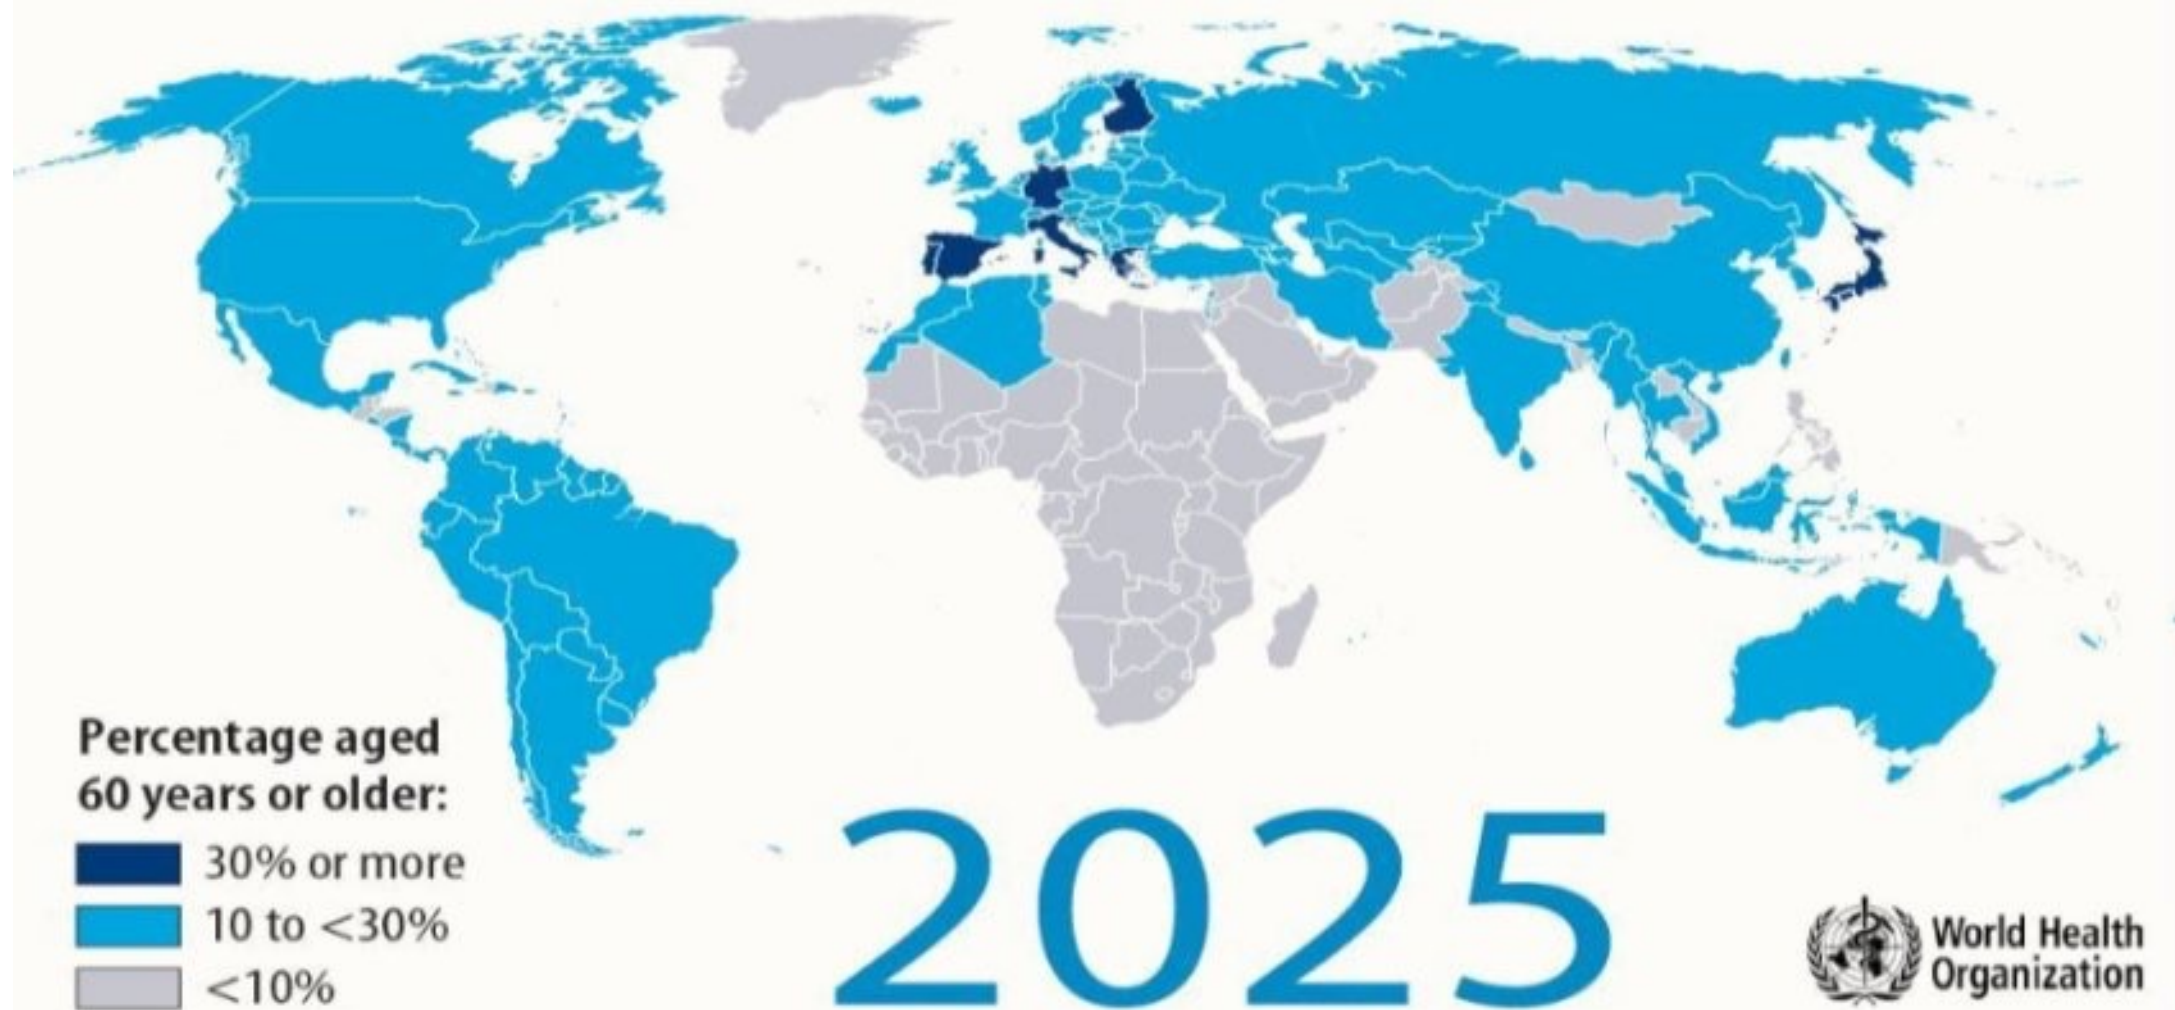 Percentage aged
60 years or older:
30% or more
10 to <30%
<10%
2025
World Health
Organization